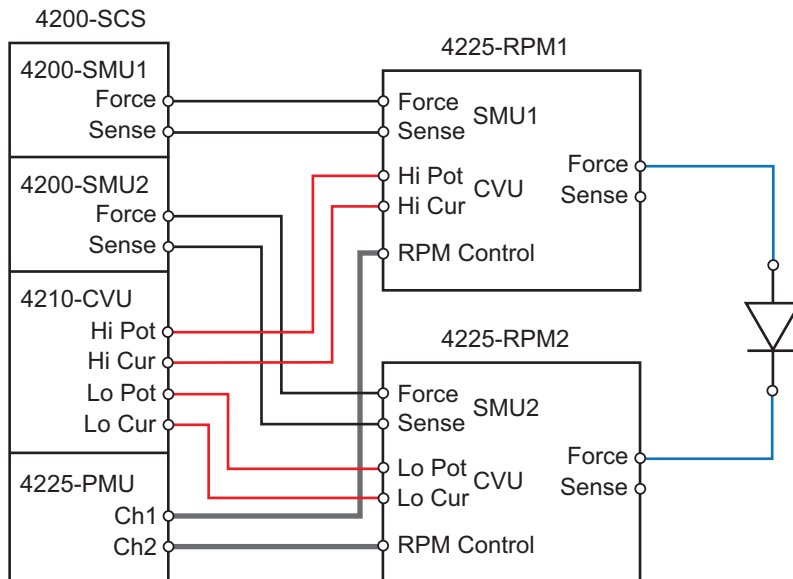 4200-SCS
4200-SMU1
Force
Sense
4200-SMU2
Force
Sense
4210-CVU
Hi Pot
Hi Cur
Lo Pot
Lo Cur
4225-PMU
Ch1
Ch2
4225-RPM1
Force
Sense
SMU1
Hi Pot
Hi Cur
CVU
RPM Control
Force
Sense
4225-RPM2
Force
Sense
SMU2
Lo Pot
Lo Cur
CVU
RPM Control
Force
Sense